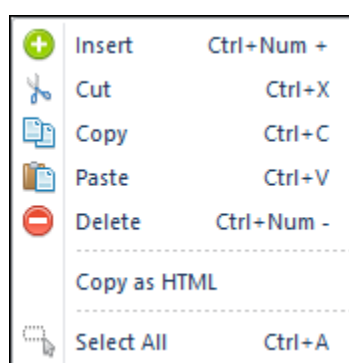 Insert Ctrl+Num +
Cut Ctrl+X
Copy Ctrl+C
Paste Ctrl+V
Delete Ctrl+Num -
Copy as HTML
Select All Ctrl+A